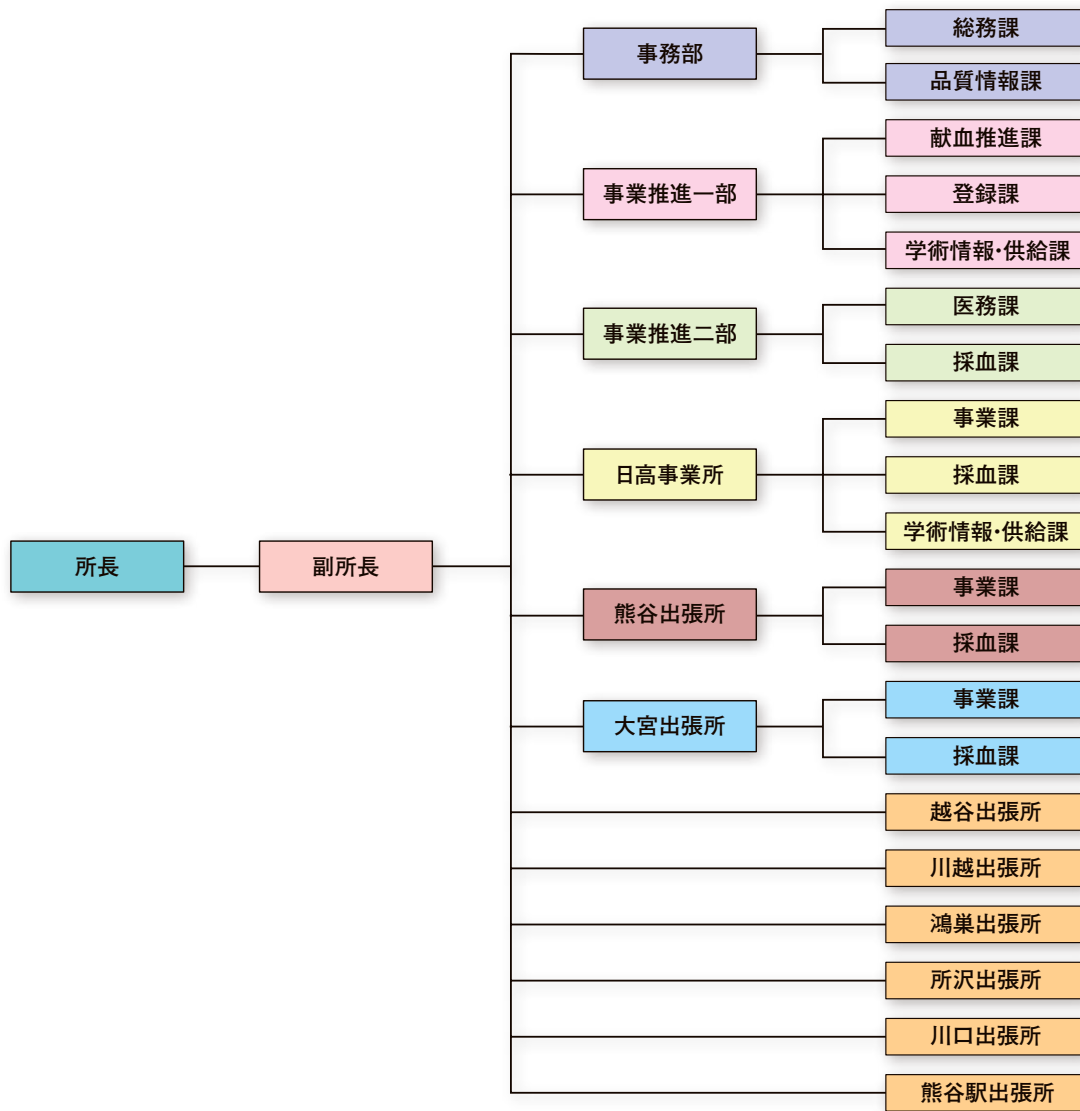 所長
副所長
事務部
総務課
品質情報課
事業推進一部
献血推進課
登録課
学術情報・供給課
事業推進二部
医務課
採血課
日高事業所
事業課
採血課
学術情報・供給課
熊谷出張所
事業課
採血課
大宮出張所
事業課
採血課
越谷出張所
川越出張所
鴻巣出張所
所沢出張所
川口出張所
熊谷駅出張所